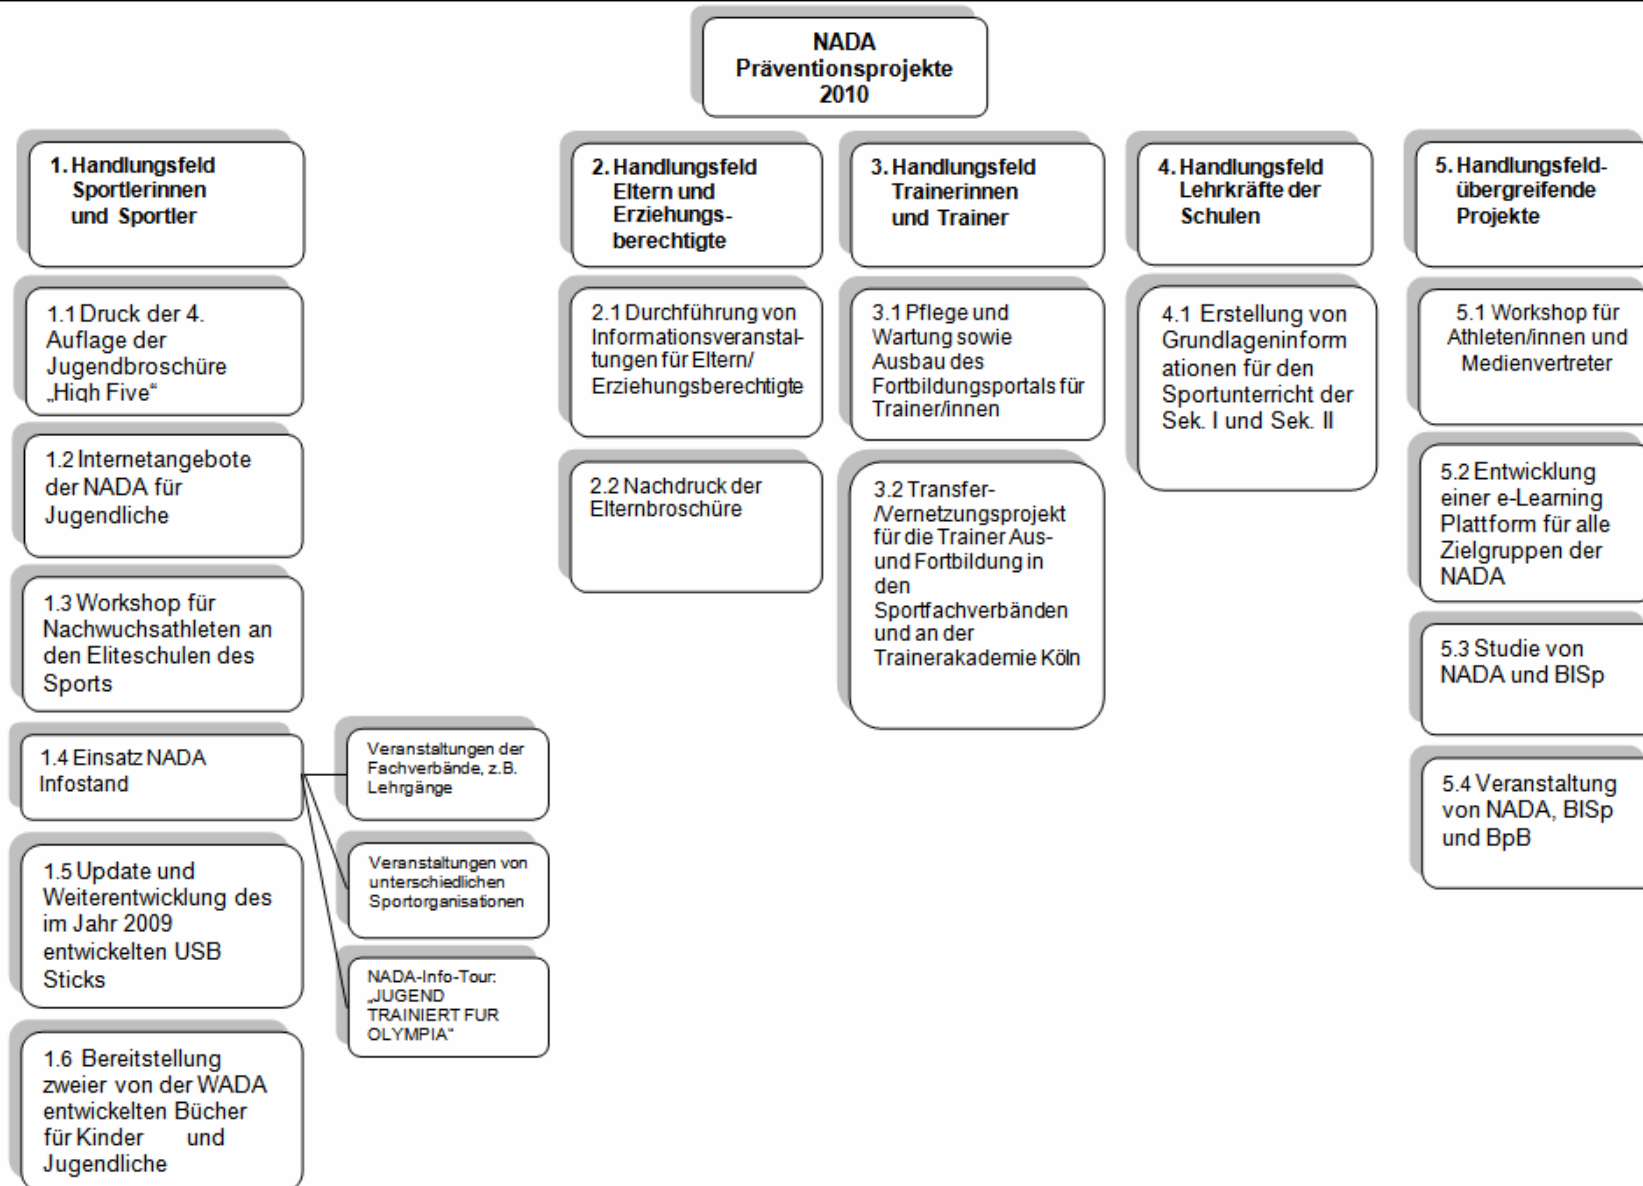 NADA
Präventionsprojekte
2010
1. Handlungsfeld
Sportlerinnen
und Sportler
1.1 Druck der 4.
Auflage der
Jugendbroschüre
„High Five“
1.2 Internetangebote
der NADA für
Jugendliche
1.3 Workshop für
Nachwuchsathleten an
den Eliteschulen des
Sports
1.4 Einsatz NADA
Infostand
Veranstaltungen der
Fachverbände, z.B.
Lehrgänge
Veranstaltungen von
unterschiedlichen
Sportorganisationen
NADA-Info-Tour:
„JUGEND
TRAINIERT FUR
OLYMPIA“
1.5 Update und
Weiterentwicklung des
im Jahr 2009
entwickelten USB
Sticks
1.6 Bereitstellung
zweier von der WADA
entwickelten Bücher
für Kinder und
Jugendliche
2. Handlungsfeld
Eltern und
Erziehungs-
berechtigte
2.1 Durchführung von
Informationsveranstal-
tungen für Eltern/
Erziehungsberechtigte
2.2 Nachdruck der
Elternbroschüre
3. Handlungsfeld
Trainerinnen
und Trainer
3.1 Pflege und
Wartung sowie
Ausbau des
Fortbildungsportals für
Trainer/innen
3.2 Transfer-
/Vernetzungsprojekt
für die Trainer Aus-
und Fortbildung in
den
Sportfachverbänden
und an der
Trainerakademie Köln
4. Handlungsfeld
Lehrkräfte der
Schulen
4.1 Erstellung von
Grundlageninform
ationen für den
Sportunterricht der
Sek. I und Sek. II
5. Handlungsfeld-
übergreifende
Projekte
5.1 Workshop für
Athleten/innen und
Medienvertreter
5.2 Entwicklung
einer e-Learning
Plattform für alle
Zielgruppen der
NADA
5.3 Studie von
NADA und BISp
5.4 Veranstaltung
von NADA, BISp
und BpB